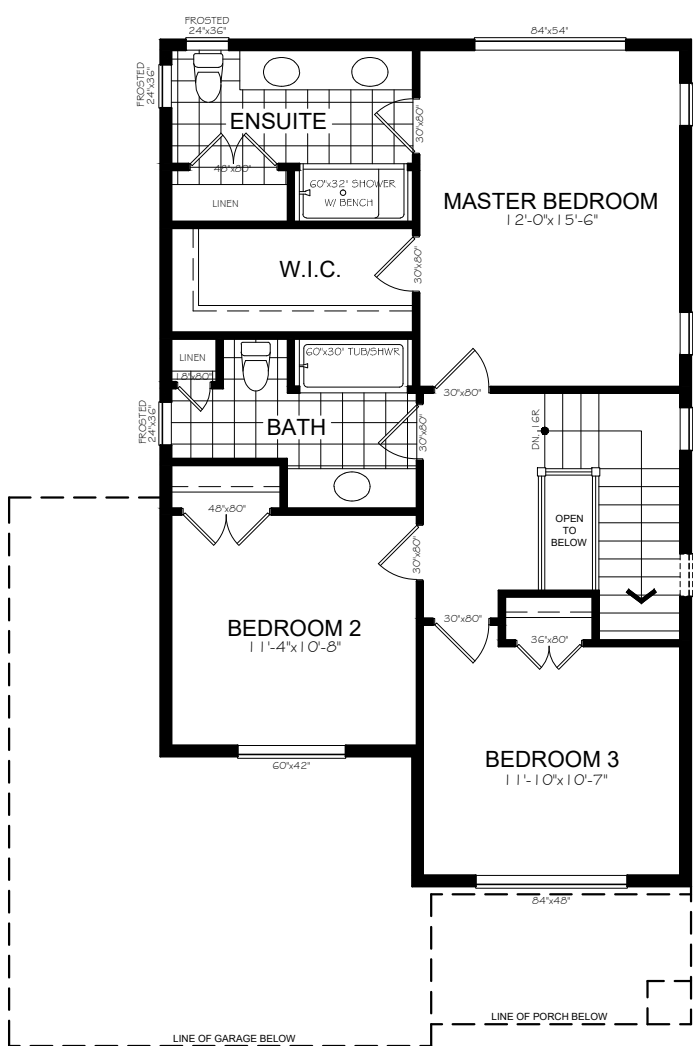 FROSTED
24"x36"
84"x54"
FROSTED
24"x36"
ENSUITE
30"x80"
48"x80"
LINEN
60"x32" SHOWER
W/ BENCH
MASTER BEDROOM
12'-0"x15'-6"
W.I.C.
30"x80"
LINEN
18"x80"
60"x30" TUB/SHWR
30"x80"
FROSTED
24"x36"
BATH
30"x80"
DN. 16R
48"x80"
OPEN
TO
BELOW
30"x80"
BEDROOM 2
11'-4"x10'-8"
30"x80"
36"x80"
60"x42"
BEDROOM 3
11'-10"x10'-7"
84"x48"
LINE OF PORCH BELOW
LINE OF GARAGE BELOW